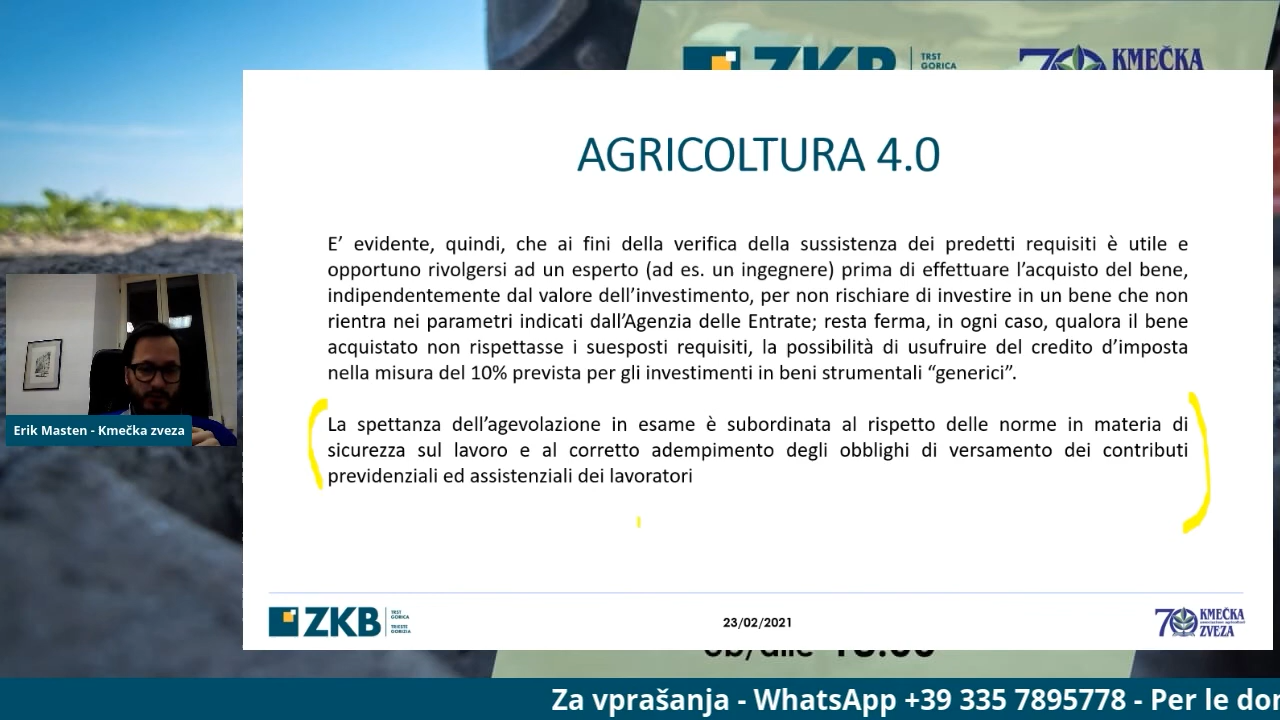 ZKB
TRST
GORICA
70 KMEČKA
AGRICOLTURA 4.0
E’ evidente, quindi, che ai fini della verifica della sussistenza dei predetti requisiti è utile e
opportuno rivolgersi ad un esperto (ad es. un ingegnere) prima di effettuare l’acquisto del bene,
indipendentemente dal valore dell’investimento, per non rischiare di investire in un bene che non
rientra nei parametri indicati dall’Agenzia delle Entrate; resta ferma, in ogni caso, qualora il bene
acquistato non rispettasse i suesposti requisiti, la possibilità di usufruire del credito d’imposta
nella misura del 10% prevista per gli investimenti in beni strumentali “generici”.
La spettanza dell’agevolazione in esame è subordinata al rispetto delle norme in materia di
sicurezza sul lavoro e al corretto adempimento degli obblighi di versamento dei contributi
previdenziali ed assistenziali dei lavoratori
Erik Masten - Kmečka zveza
ZKB
TRST
GORICA
TRIESTE
GORIZIA
23/02/2021
70 KMEČKA
ZVEZA
Za vprašanja - WhatsApp +39 335 7895778 - Per le do